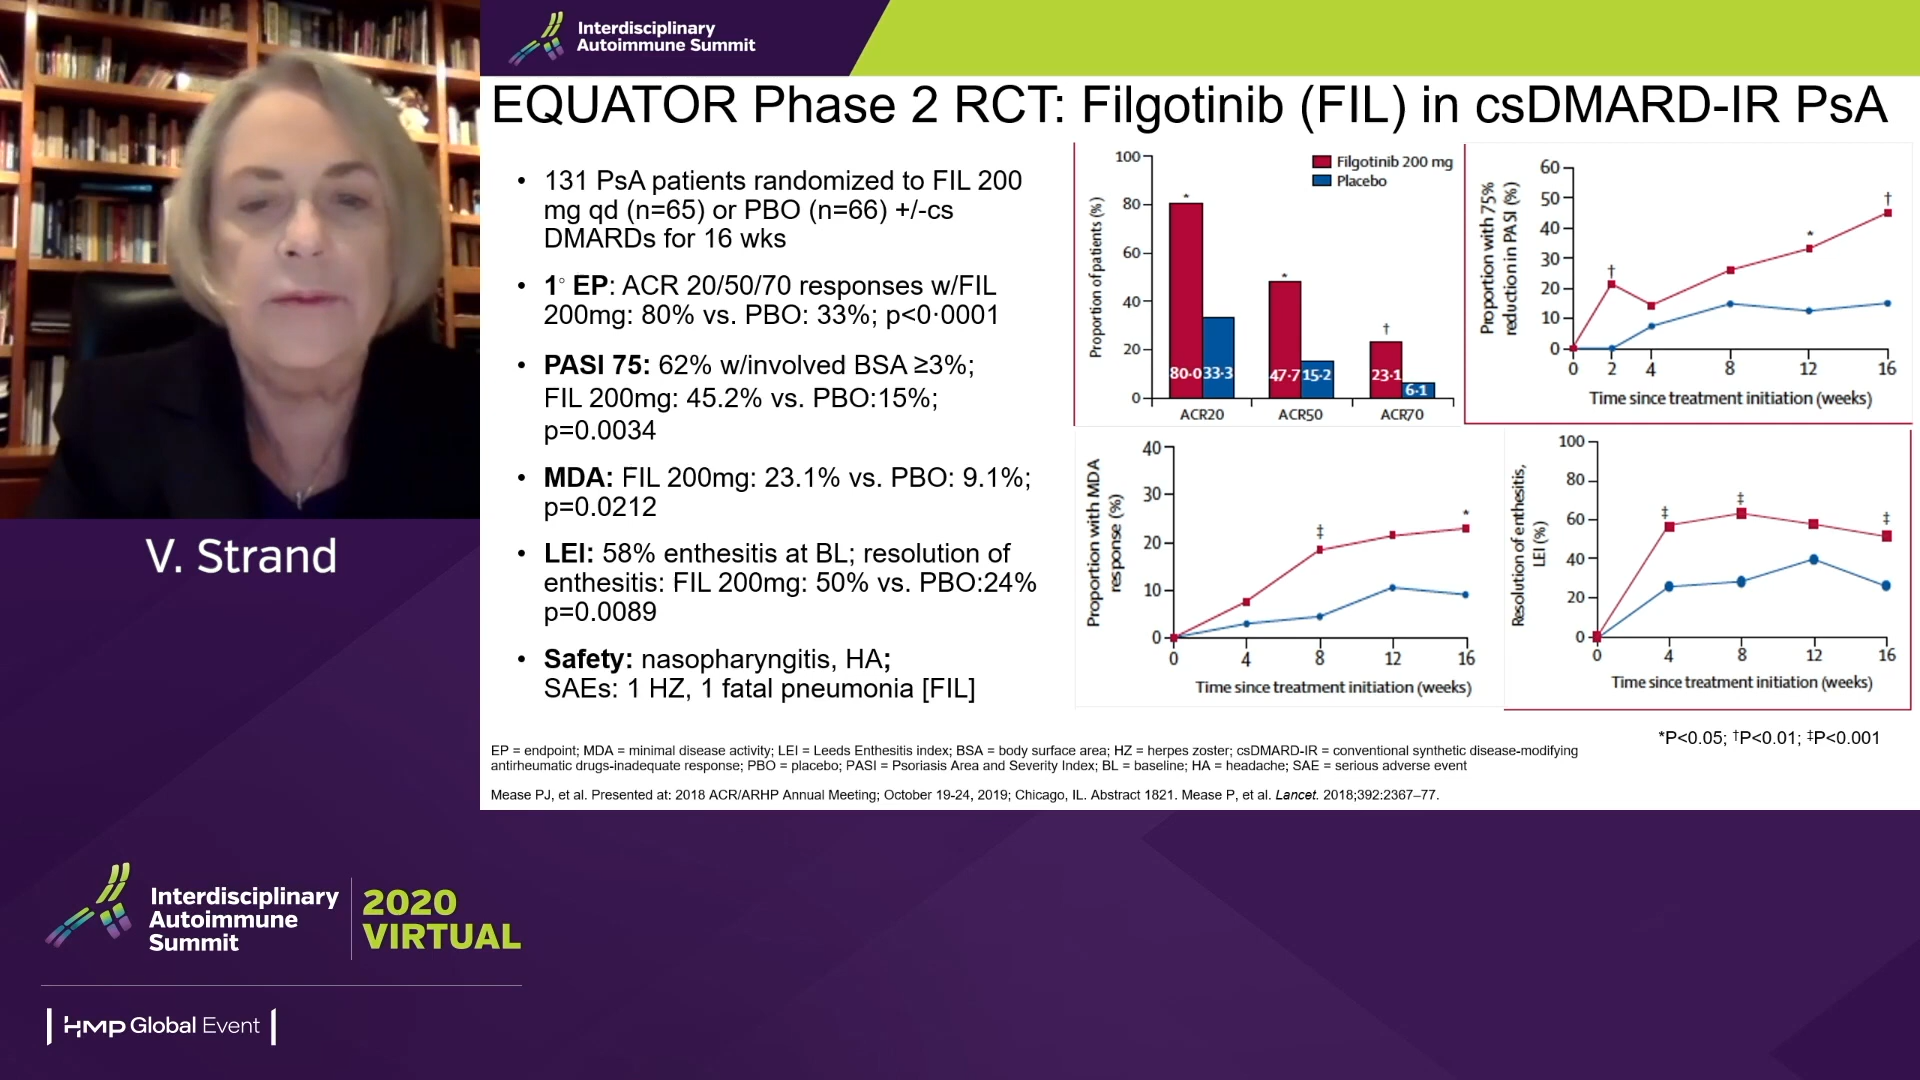 Interdisciplinary
Autoimmune Summit
EQUATOR Phase 2 RCT: Filgotinib (FIL) in csDMARD-IR PsA
• 131 PsA patients randomized to FIL 200
mg qd (n=65) or PBO (n=66) +/-cs
DMARDs for 16 wks
• 1° EP: ACR 20/50/70 responses w/FIL
200mg: 80% vs. PBO: 33%; p<0·0001
• PASI 75: 62% w/involved BSA ≥3%;
FIL 200mg: 45.2% vs. PBO:15%;
p=0.0034
• MDA: FIL 200mg: 23.1% vs. PBO: 9.1%;
p=0.0212
• LEI: 58% enthesitis at BL; resolution of
enthesitis: FIL 200mg: 50% vs. PBO:24%
p=0.0089
• Safety: nasopharyngitis, HA;
SAEs: 1 HZ, 1 fatal pneumonia [FIL]
Proportion of patients (%)
100
80
60
40
20
0
Filgotinib 200 mg
Placebo
* * †
80·0 33·3 47·7 15·2 23·1 6·1
ACR20 ACR50 ACR70
Proportion with 75%
reduction in PASI (%)
60
50
40
30
20
10
0
† * †
0 2 4 8 12 16
Time since treatment initiation (weeks)
Proportion with MDA
response (%)
40
30
20
10
0
‡ *
0 4 8 12 16
Time since treatment initiation (weeks)
Resolution of enthesitis,
LEI (%)
100
80
60
40
20
0
‡ ‡ ‡
0 4 8 12 16
Time since treatment initiation (weeks)
*P<0.05; †P<0.01; ‡P<0.001
EP = endpoint; MDA = minimal disease activity; LEI = Leeds Enthesitis index; BSA = body surface area; HZ = herpes zoster; csDMARD-IR = conventional synthetic disease-modifying
antirheumatic drugs-inadequate response; PBO = placebo; PASI = Psoriasis Area and Severity Index; BL = baseline; HA = headache; SAE = serious adverse event
Mease PJ, et al. Presented at: 2018 ACR/ARHP Annual Meeting; October 19-24, 2019; Chicago, IL. Abstract 1821. Mease P, et al. Lancet. 2018;392:2367–77.
V. Strand
Interdisciplinary
Autoimmune
Summit
2020
VIRTUAL
HMP Global Event